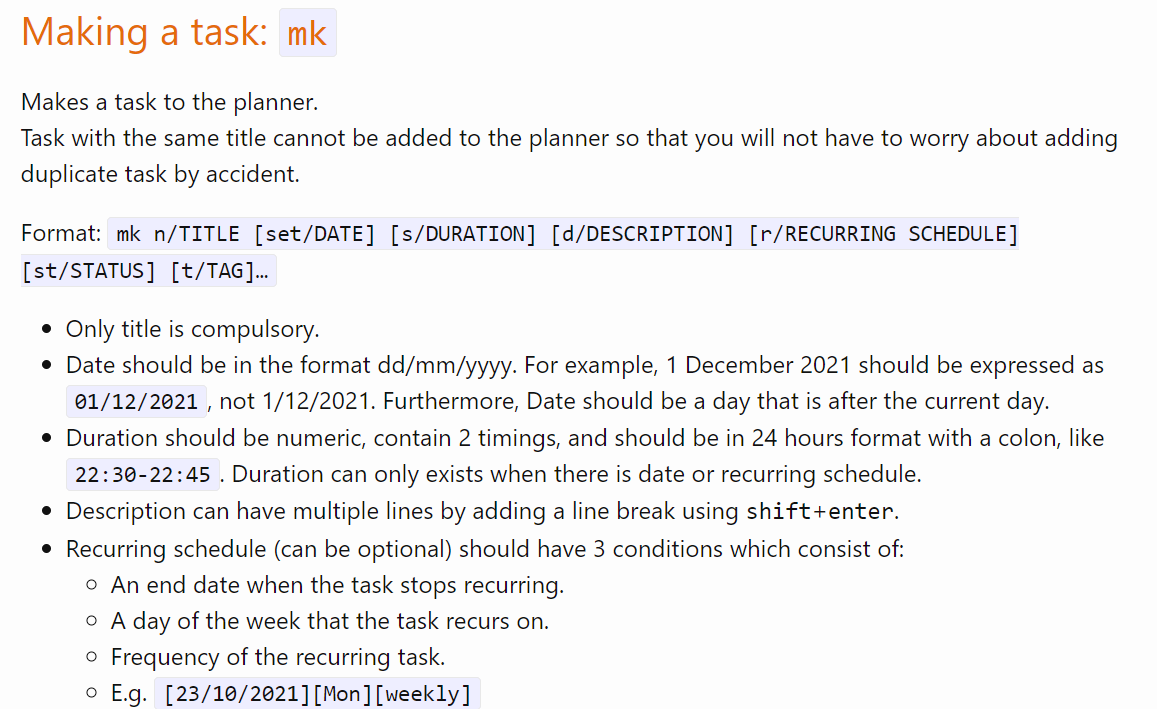 Making a task: mk
Makes a task to the planner.
Task with the same title cannot be added to the planner so that you will not have to worry about adding
duplicate task by accident.
Format: mk n/TITLE [set/DATE] [s/DURATION] [d/DESCRIPTION] [r/RECURRING SCHEDULE]
[st/STATUS] [t/TAG]…
• Only title is compulsory.
• Date should be in the format dd/mm/yyyy. For example, 1 December 2021 should be expressed as
01/12/2021 , not 1/12/2021. Furthermore, Date should be a day that is after the current day.
• Duration should be numeric, contain 2 timings, and should be in 24 hours format with a colon, like
22:30-22:45 . Duration can only exists when there is date or recurring schedule.
• Description can have multiple lines by adding a line break using shift+enter.
• Recurring schedule (can be optional) should have 3 conditions which consist of:
◦ An end date when the task stops recurring.
◦ A day of the week that the task recurs on.
◦ Frequency of the recurring task.
◦ E.g. [23/10/2021][Mon][weekly]